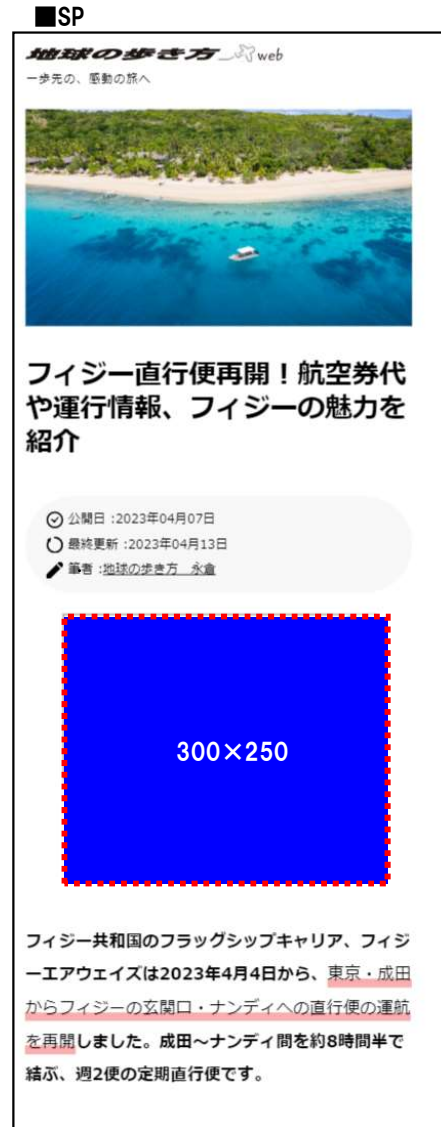 ■SP
地球の歩き方 web
一歩先の、感動の旅へ
フィジー直行便再開！航空券代
や運行情報、フィジーの魅力を
紹介
公開日 :2023年04月07日
最終更新 :2023年04月13日
筆者 :地球の歩き方　永倉
300×250
フィジー共和国のフラッグシップキャリア、フィジ
ーエアウェイズは2023年4月4日から、東京・成田
からフィジーの玄関口・ナンディへの直行便の運航
を再開しました。成田～ナンディ間を約8時間半で
結ぶ、週2便の定期直行便です。